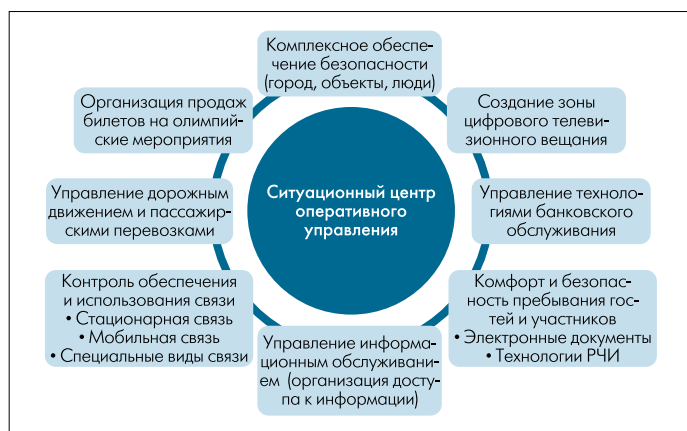 Комплексное обеспе-
чение безопасности
(город, объекты, люди)
Организация продаж
билетов на олимпий-
ские мероприятия
Создание зоны
цифрового телеви-
зионного вещания
Управление дорожным
движением и пассажир-
скими перевозками
Ситуационный центр
оперативного
управления
Управление техноло-
гиями банковского
обслуживания
Контроль обеспечения
и использования связи
• Стационарная связь
• Мобильная связь
• Специальные виды связи
Комфорт и безопас-
ность пребывания гос-
тей и участников
• Электронные документы
• Технологии РЧИ
Управление информа-
ционным обслуживани-
ем (организация досту-
па к информации)